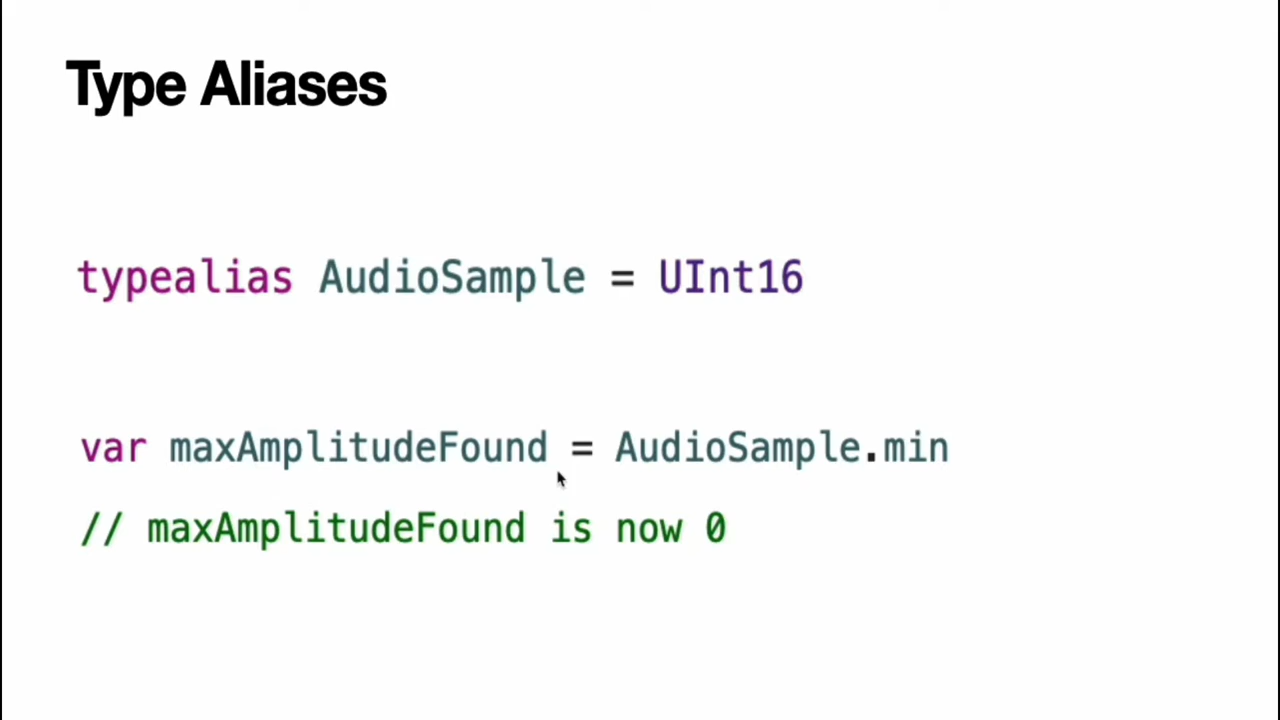 Type Aliases
typealias AudioSample = UInt16
var maxAmplitudeFound = AudioSample.min
// maxAmplitudeFound is now 0